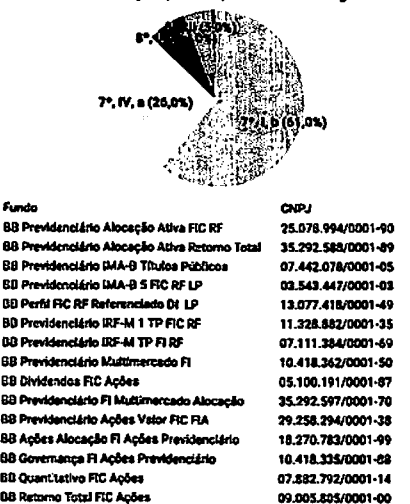 7º, IV, a (26,0%)
7º, I, b (61,0%)
Fundo CNPJ
BB Previdenciário Alocação Ativa FIC RF 25.078.994/0001-90
BB Previdenciário Alocação Ativa Retorno Total 35.292.588/0001-89
BB Previdenciário IMA-B Títulos Públicos 07.442.078/0001-05
BB Previdenciário IMA-B 5 FIC RF LP 03.543.447/0001-03
BB Perfil FIC RF Referenciado DI LP 13.077.418/0001-49
BB Previdenciário IRF-M 1 TP FIC RF 11.328.882/0001-35
BB Previdenciário IRF-M TP FI RF 07.111.384/0001-69
BB Previdenciário Multimercado FI 10.418.362/0001-50
BB Dividendos FIC Ações 05.100.191/0001-87
BB Previdenciário FI Multimercado Alocação 35.292.597/0001-70
BB Previdenciário Ações Valor FIC FIA 29.258.294/0001-38
BB Ações Alocação FI Ações Previdenciário 18.270.783/0001-99
BB Governança FI Ações Previdenciário 10.418.335/0001-88
BB Quantitativo FIC Ações 07.882.792/0001-14
BB Retorno Total FIC Ações 09.005.805/0001-00